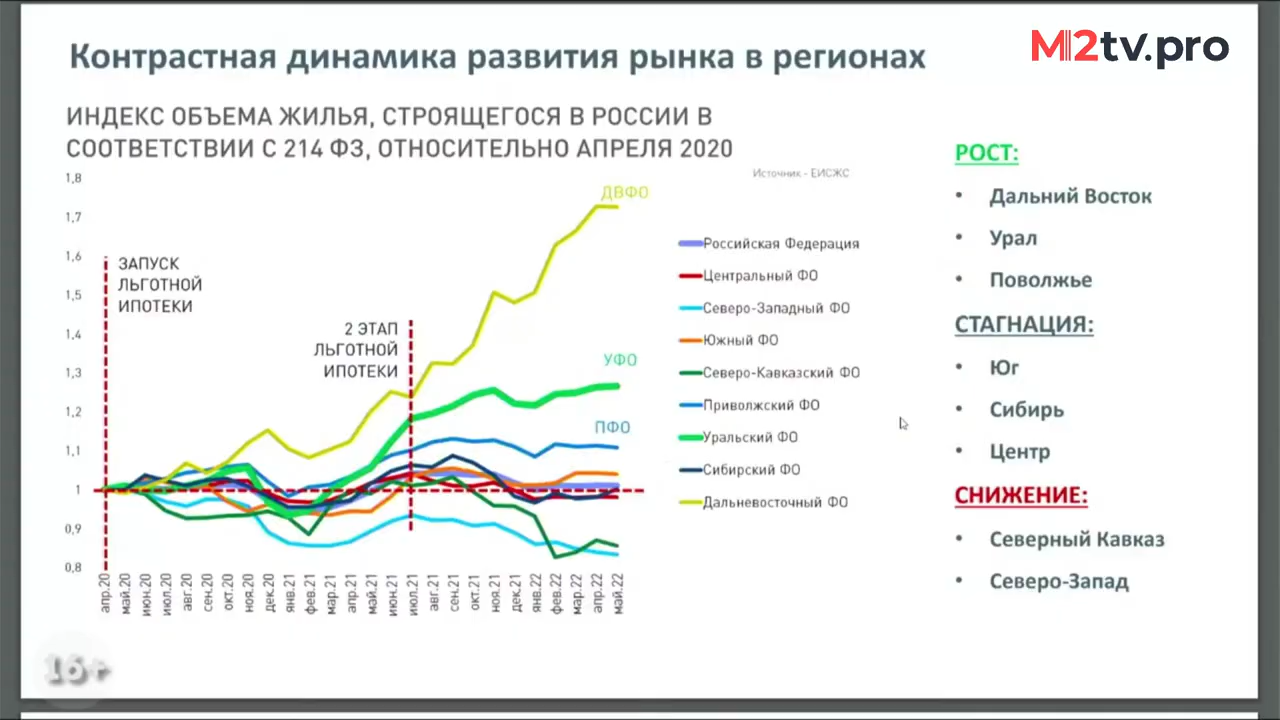 Контрастная динамика развития рынка в регионах
M2tv.pro
ИНДЕКС ОБЪЕМА ЖИЛЬЯ, СТРОЯЩЕГОСЯ В РОССИИ В
СООТВЕТСТВИИ С 214 ФЗ, ОТНОСИТЕЛЬНО АПРЕЛЯ 2020
Источник - ЕИСЖС
1,8
1,7
1,6
1,5
1,4
1,3
1,2
1,1
1
0,9
0,8
ЗАПУСК
ЛЬГОТНОЙ
ИПОТЕКИ
2 ЭТАП
ЛЬГОТНОЙ
ИПОТЕКИ
ДВФО
УФО
ПФО
апр.20
май.20
июн.20
июл.20
авг.20
сен.20
окт.20
ноя.20
дек.20
янв.21
фев.21
мар.21
апр.21
май.21
июн.21
июл.21
авг.21
сен.21
окт.21
ноя.21
дек.21
янв.22
фев.22
мар.22
апр.22
май.22
Российская Федерация
Центральный ФО
Северо-Западный ФО
Южный ФО
Северо-Кавказский ФО
Приволжский ФО
Уральский ФО
Сибирский ФО
Дальневосточный ФО
РОСТ:
• Дальний Восток
• Урал
• Поволжье
СТАГНАЦИЯ:
• Юг
• Сибирь
• Центр
СНИЖЕНИЕ:
• Северный Кавказ
• Северо-Запад
16+